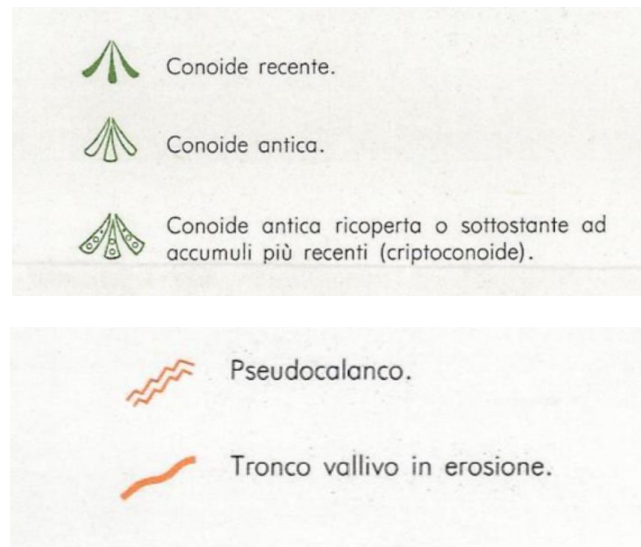 Conoide recente.
Conoide antica.
Conoide antica ricoperta o sottostante ad
accumuli più recenti (criptoconoide).
Pseudocalanco.
Tronco vallivo in erosione.